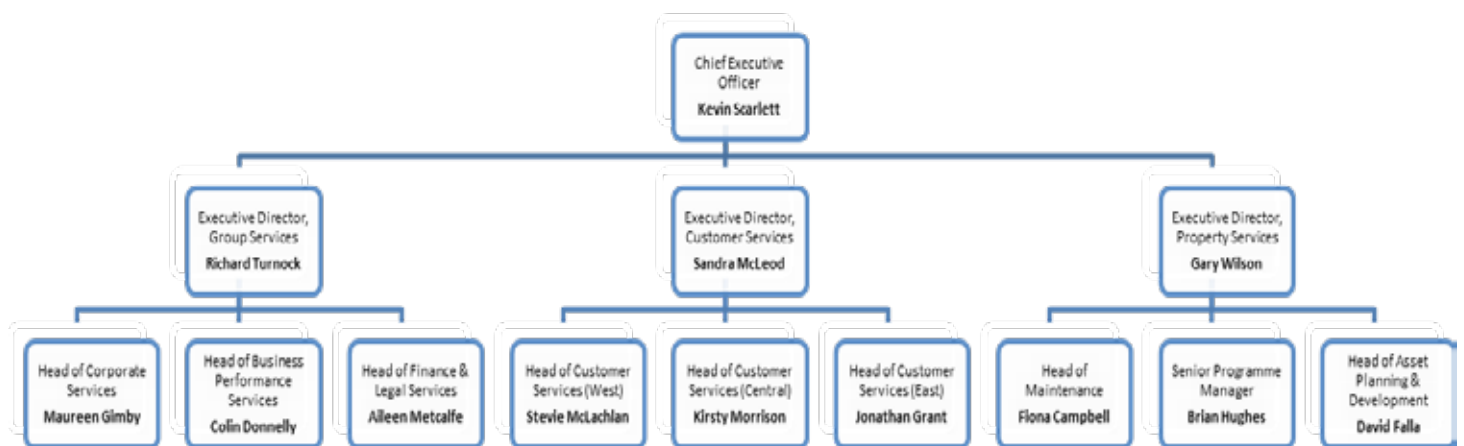 Chief Executive
Officer
Kevin Scarlett
Executive Director,
Group Services
Richard Turnock
Executive Director,
Customer Services
Sandra McLeod
Executive Director,
Property Services
Gary Wilson
Head of Corporate
Services
Maureen Gimby
Head of Business
Performance
Services
Colin Donnelly
Head of Finance &
Legal Services
Aileen Metcalfe
Head of Customer
Services (West)
Stevie McLachlan
Head of Customer
Services (Central)
Kirsty Morrison
Head of Customer
Services (East)
Jonathan Grant
Head of
Maintenance
Fiona Campbell
Senior Programme
Manager
Brian Hughes
Head of Asset
Planning &
Development
David Falla